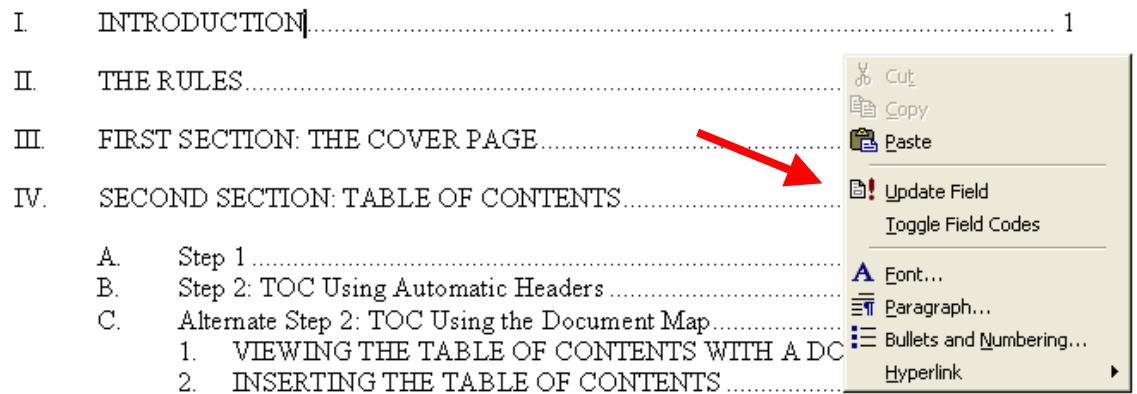 I. INTRODUCTION........................................................................................................ 1
II. THE RULES........................................................................
III. FIRST SECTION: THE COVER PAGE........................................
IV. SECOND SECTION: TABLE OF CONTENTS..............................
A. Step 1........................................................................
B. Step 2: TOC Using Automatic Headers................................
C. Alternate Step 2: TOC Using the Document Map..................
1. VIEWING THE TABLE OF CONTENTS WITH A DC
2. INSERTING THE TABLE OF CONTENTS................
Cut
Copy
Paste
Update Field
Toggle Field Codes
Font...
Paragraph...
Bullets and Numbering...
Hyperlink